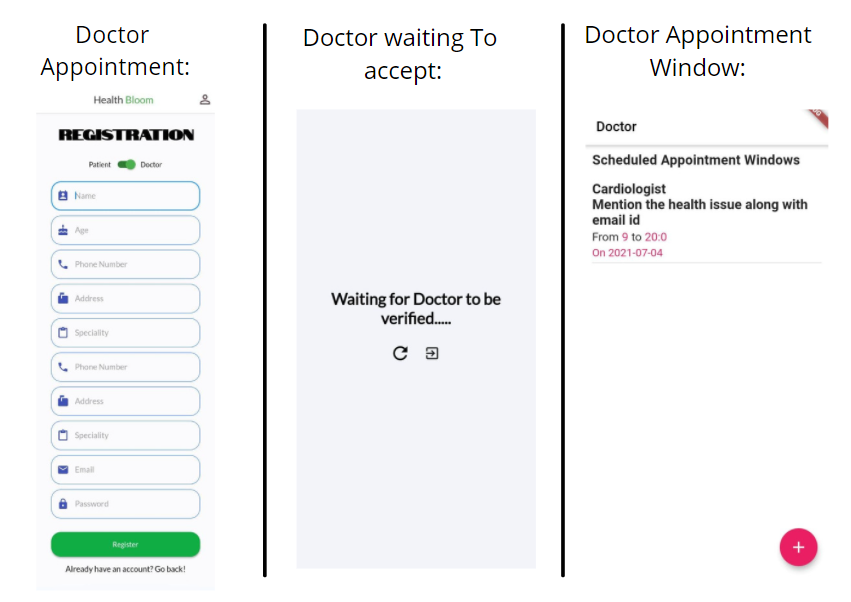 Doctor
Appointment:
Health Bloom
REGISTRATION
Patient Doctor
Name
Age
Phone Number
Address
Speciality
Phone Number
Address
Speciality
Email
Password
Register
Already have an account? Go back!
Doctor waiting To
accept:
Waiting for Doctor to be
verified.....
Doctor Appointment
Window:
Doctor
Scheduled Appointment Windows
Cardiologist
Mention the health issue along with
email id
From 9 to 20:0
On 2021-07-04
+